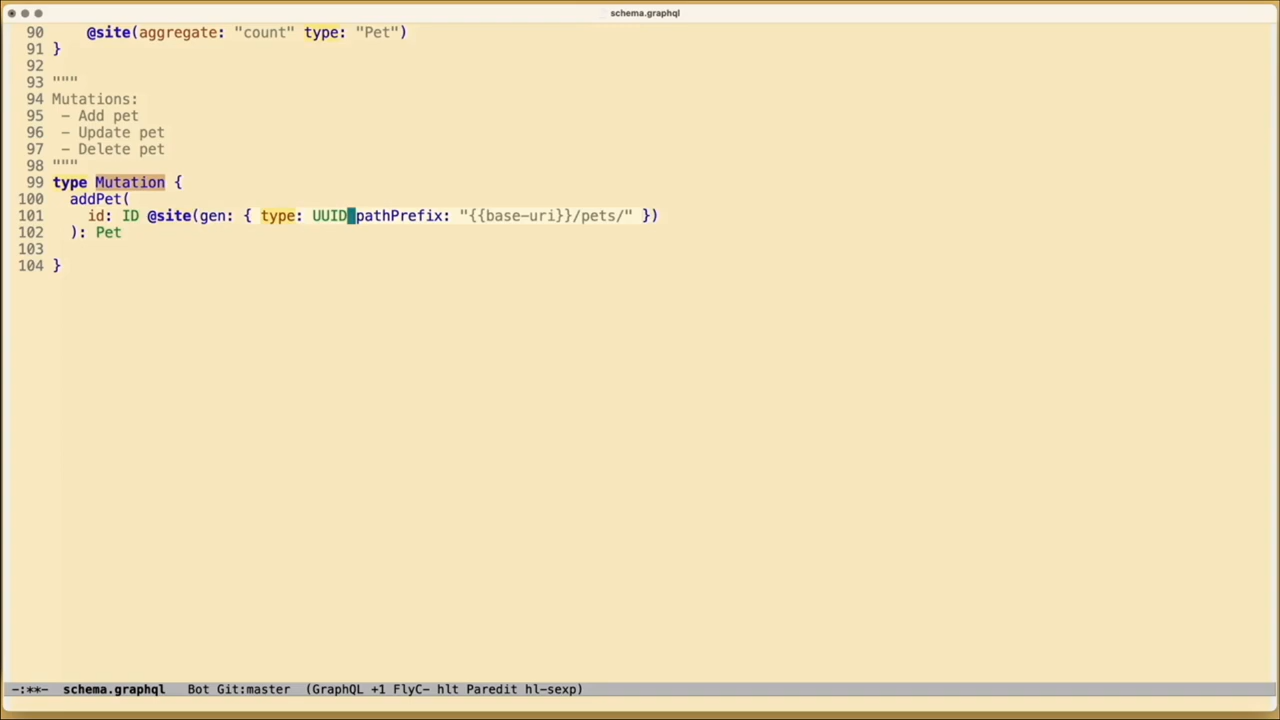 schema.graphql
90 @site(aggregate: "count" type: "Pet")
91 }
92
93 """
94 Mutations:
95 - Add pet
96 - Update pet
97 - Delete pet
98 """
99 type Mutation {
100 addPet(
101 id: ID @site(gen: { type: UUID pathPrefix: "{{base-uri}}/pets/" })
102 ): Pet
103
104 }
-:**- schema.graphql Bot Git:master (GraphQL +1 FlyC- hlt Paredit hl-sexp)